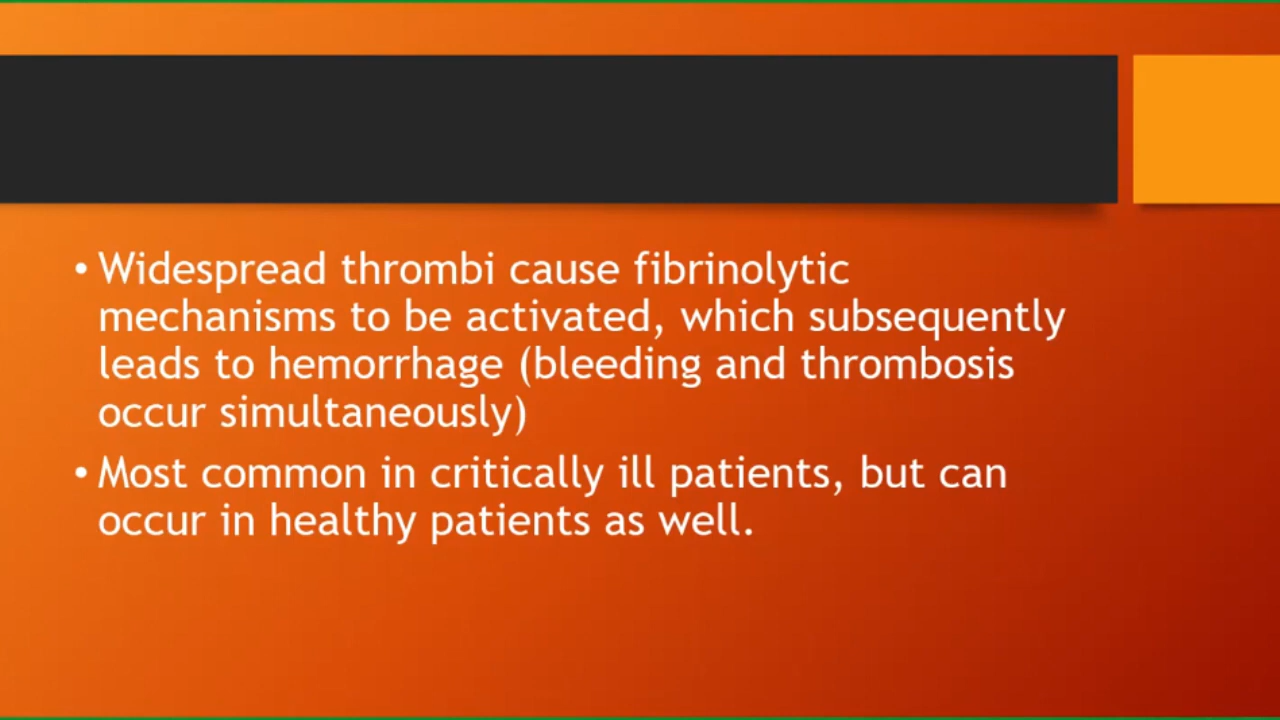 • Widespread thrombi cause fibrinolytic
mechanisms to be activated, which subsequently
leads to hemorrhage (bleeding and thrombosis
occur simultaneously)
• Most common in critically ill patients, but can
occur in healthy patients as well.